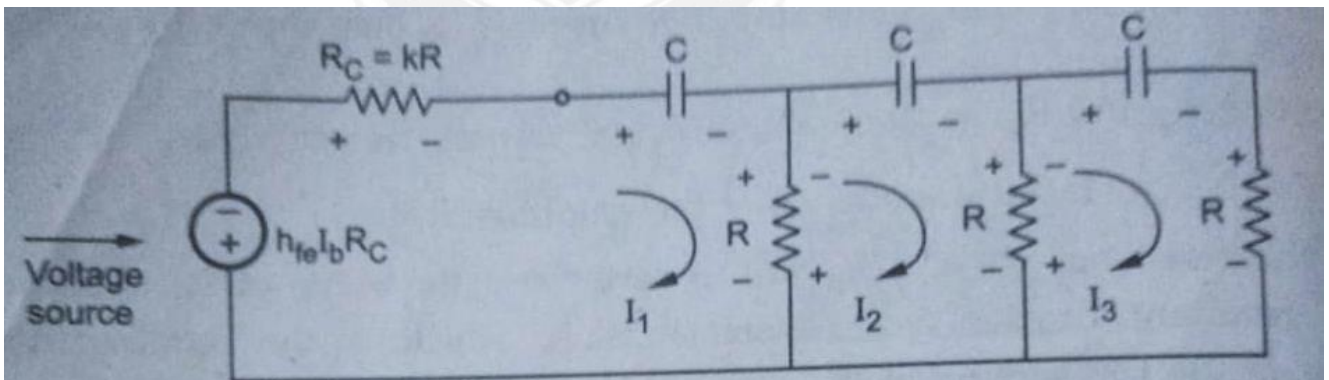 R_C = kR
C
C
C
+ -
+ -
+ -
+ -
- +
h_fe I_b R_C
Voltage
source
+ R -
- +
+ R -
- +
+ R -
I_1
I_2
I_3